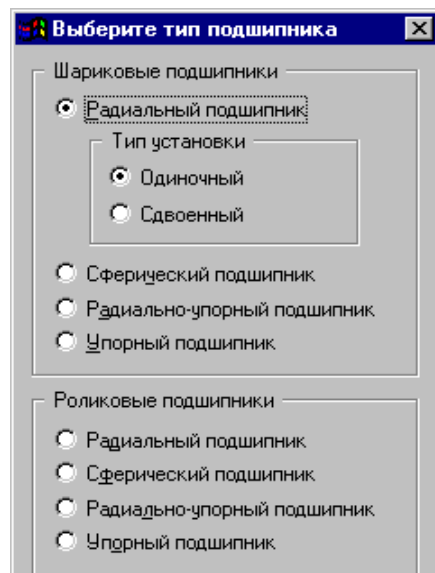 Выберите тип подшипника
Шариковые подшипники
Радиальный подшипник
Тип установки
Одиночный
Сдвоенный
Сферический подшипник
Радиально-упорный подшипник
Упорный подшипник
Роликовые подшипники
Радиальный подшипник
Сферический подшипник
Радиально-упорный подшипник
Упорный подшипник